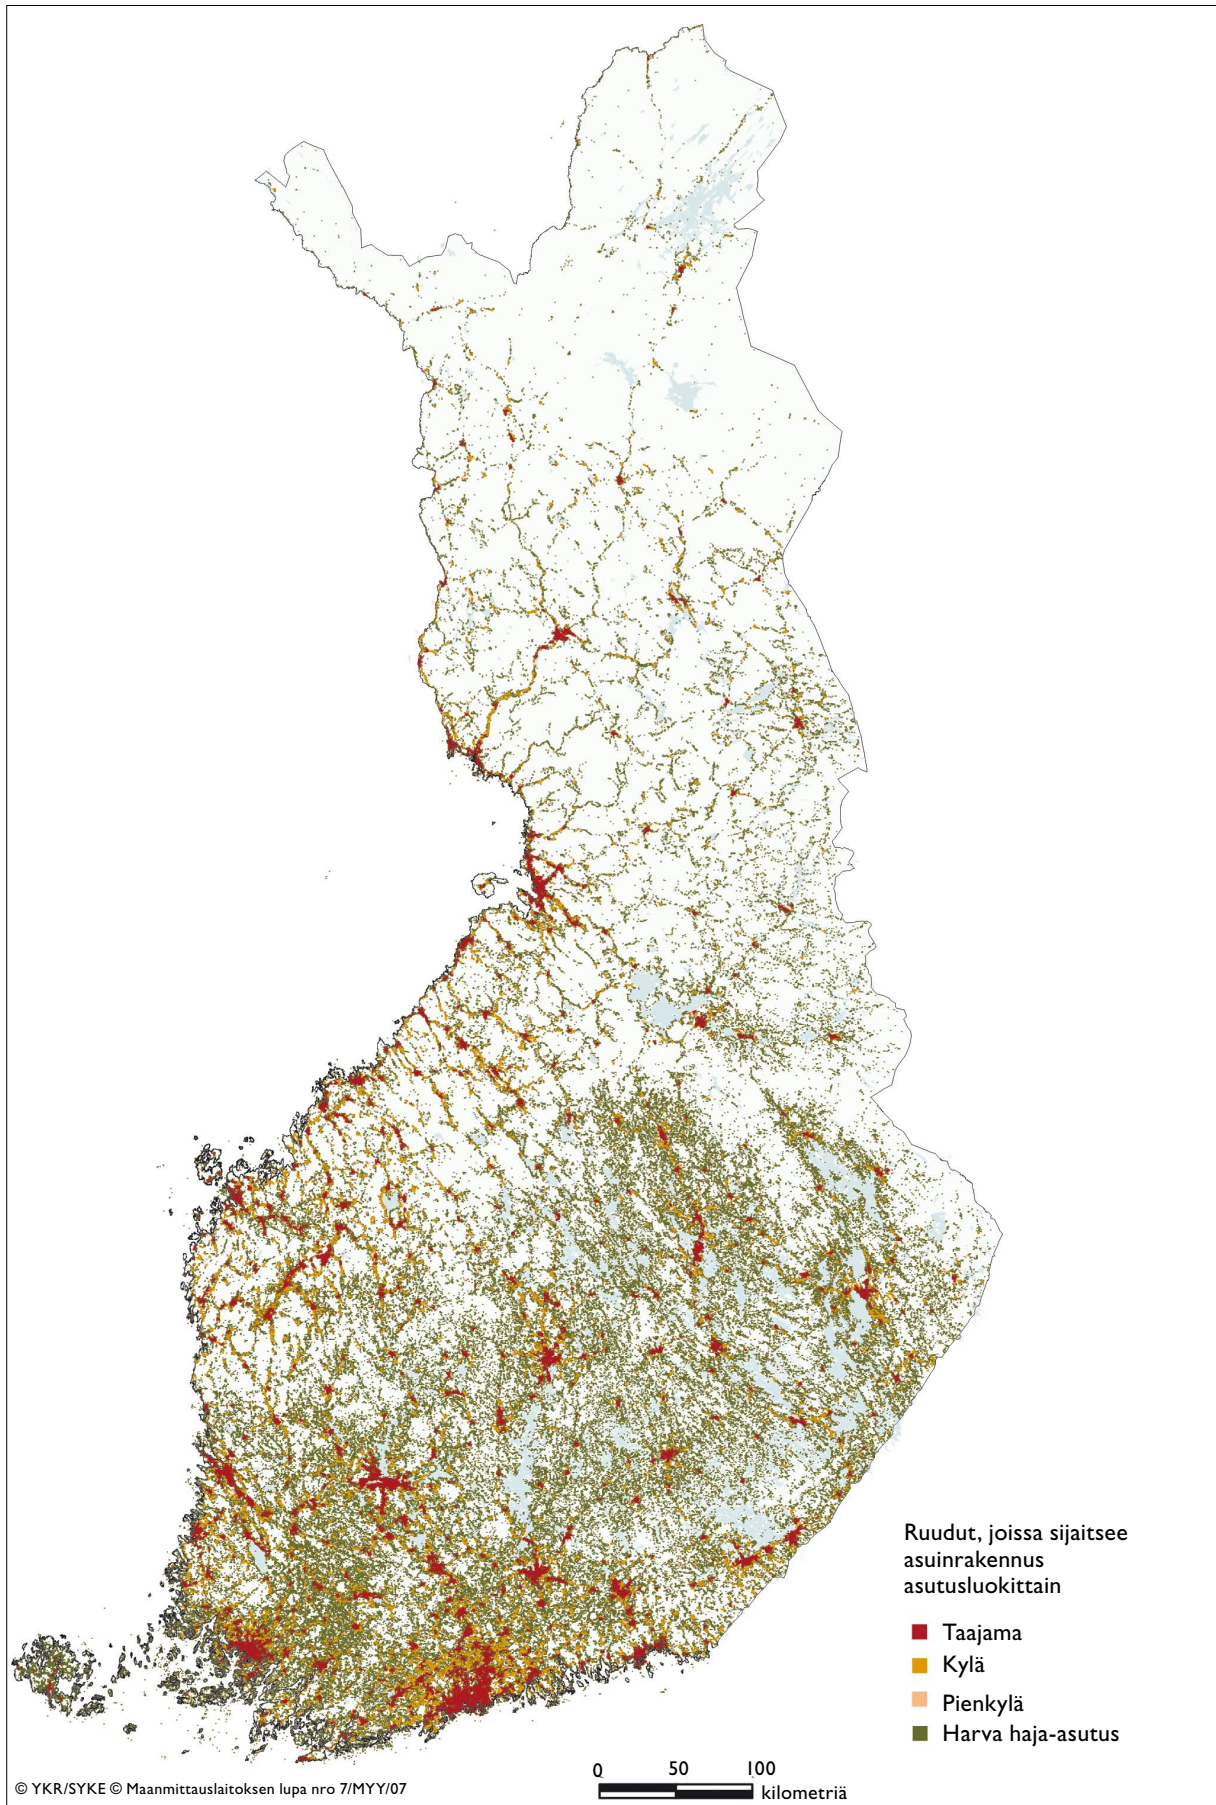 Ruudut, joissa sijaitsee
asuinrakennus
asutusluokittain
Taajama
Kylä
Pienkylä
Harva haja-asutus
0 50 100
kilometriä
© YKR/SYKE © Maanmittauslaitoksen lupa nro 7/MYY/07